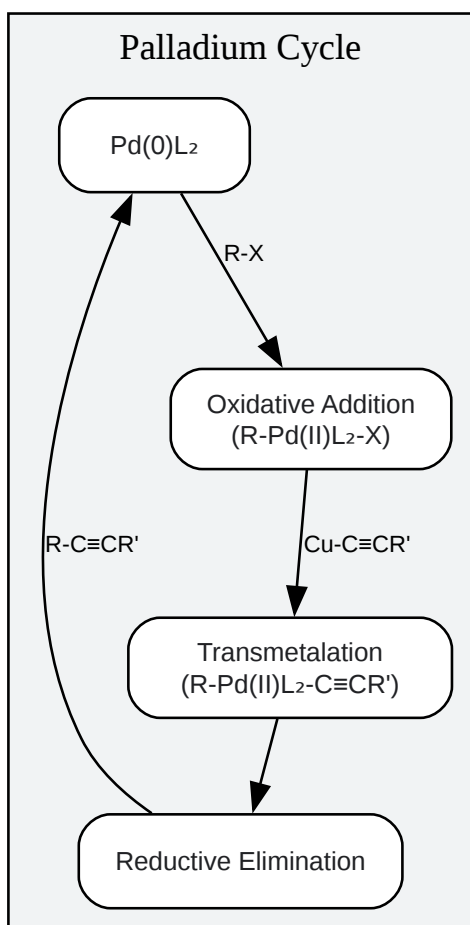 Palladium Cycle
Pd(0)L₂
R-X
Oxidative Addition
(R-Pd(II)L₂-X)
R-C≡CR'
Cu-C≡CR'
Transmetalation
(R-Pd(II)L₂-C≡CR')
Reductive Elimination